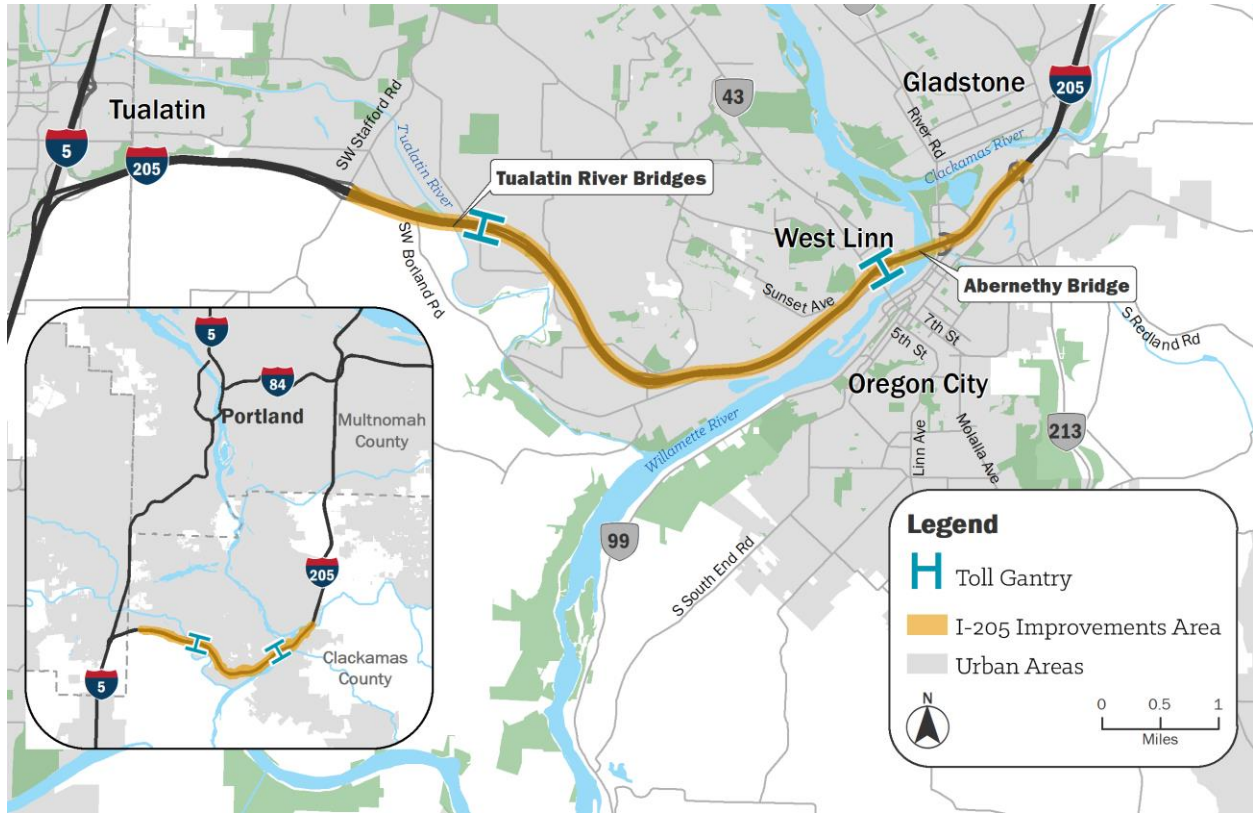 Gladstone
205
43
Tualatin
River Rd
SW Stafford Rd
Clackamas River
5
205
Tualatin River
Tualatin River Bridges
West Linn
SW Borland Rd
Sunset Ave
Abernethy Bridge
7th St
S Redland Rd
5th St
Oregon City
Linn Ave
Molalla Ave
213
Willamette River
99
S South End Rd
5
84
Portland
Multnomah
County
205
Clackamas
County
5
Legend
Toll Gantry
I-205 Improvements Area
Urban Areas
N
0 0.5 1
Miles